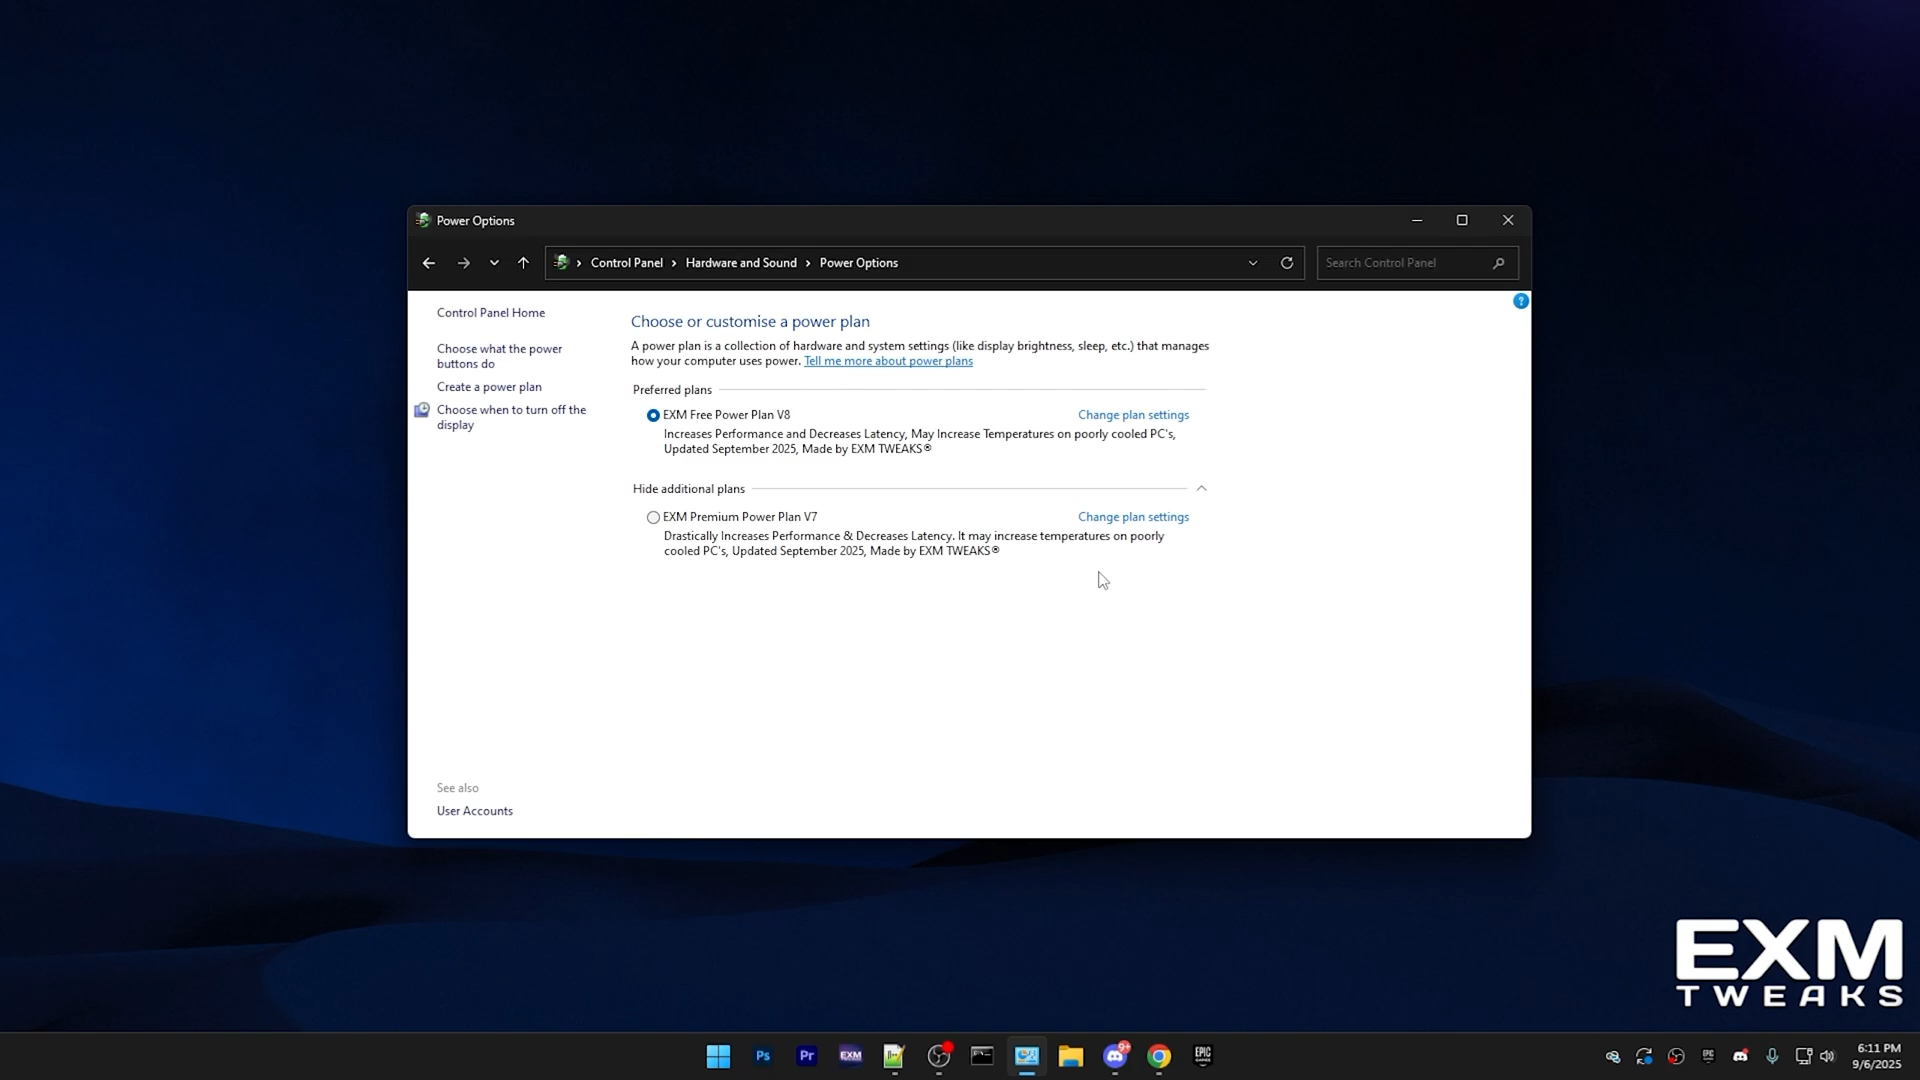 Power Options
Control Panel › Hardware and Sound › Power Options
Search Control Panel
Control Panel Home
Choose what the power
buttons do
Create a power plan
Choose when to turn off the
display
See also
User Accounts
Choose or customise a power plan
A power plan is a collection of hardware and system settings (like display brightness, sleep, etc.) that manages
how your computer uses power. Tell me more about power plans
Preferred plans
EXM Free Power Plan V8 Change plan settings
Increases Performance and Decreases Latency, May Increase Temperatures on poorly cooled PC's,
Updated September 2025, Made by EXM TWEAKS®
Hide additional plans
EXM Premium Power Plan V7 Change plan settings
Drastically Increases Performance & Decreases Latency. It may increase temperatures on poorly
cooled PC's, Updated September 2025, Made by EXM TWEAKS®
EXM
TWEAKS
Ps Pr EXM 9+ EPIC GAMES
6:11 PM
9/6/2025